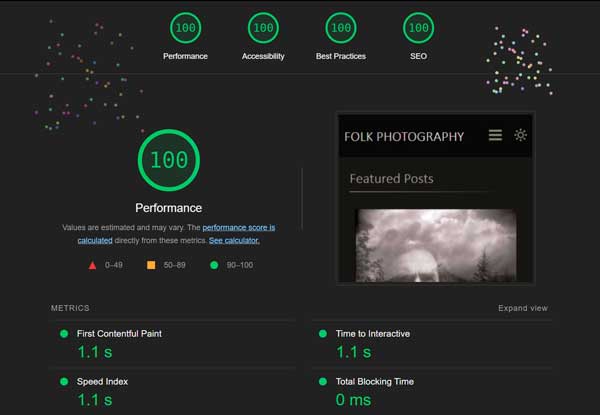 100 100 100 100
Performance Accessibility Best Practices SEO
100
Performance
Values are estimated and may vary. The performance score is
calculated directly from these metrics. See calculator.
0–49 50–89 90–100
FOLK PHOTOGRAPHY
Featured Posts
METRICS Expand view
First Contentful Paint
1.1 s
Time to Interactive
1.1 s
Speed Index
1.1 s
Total Blocking Time
0 ms